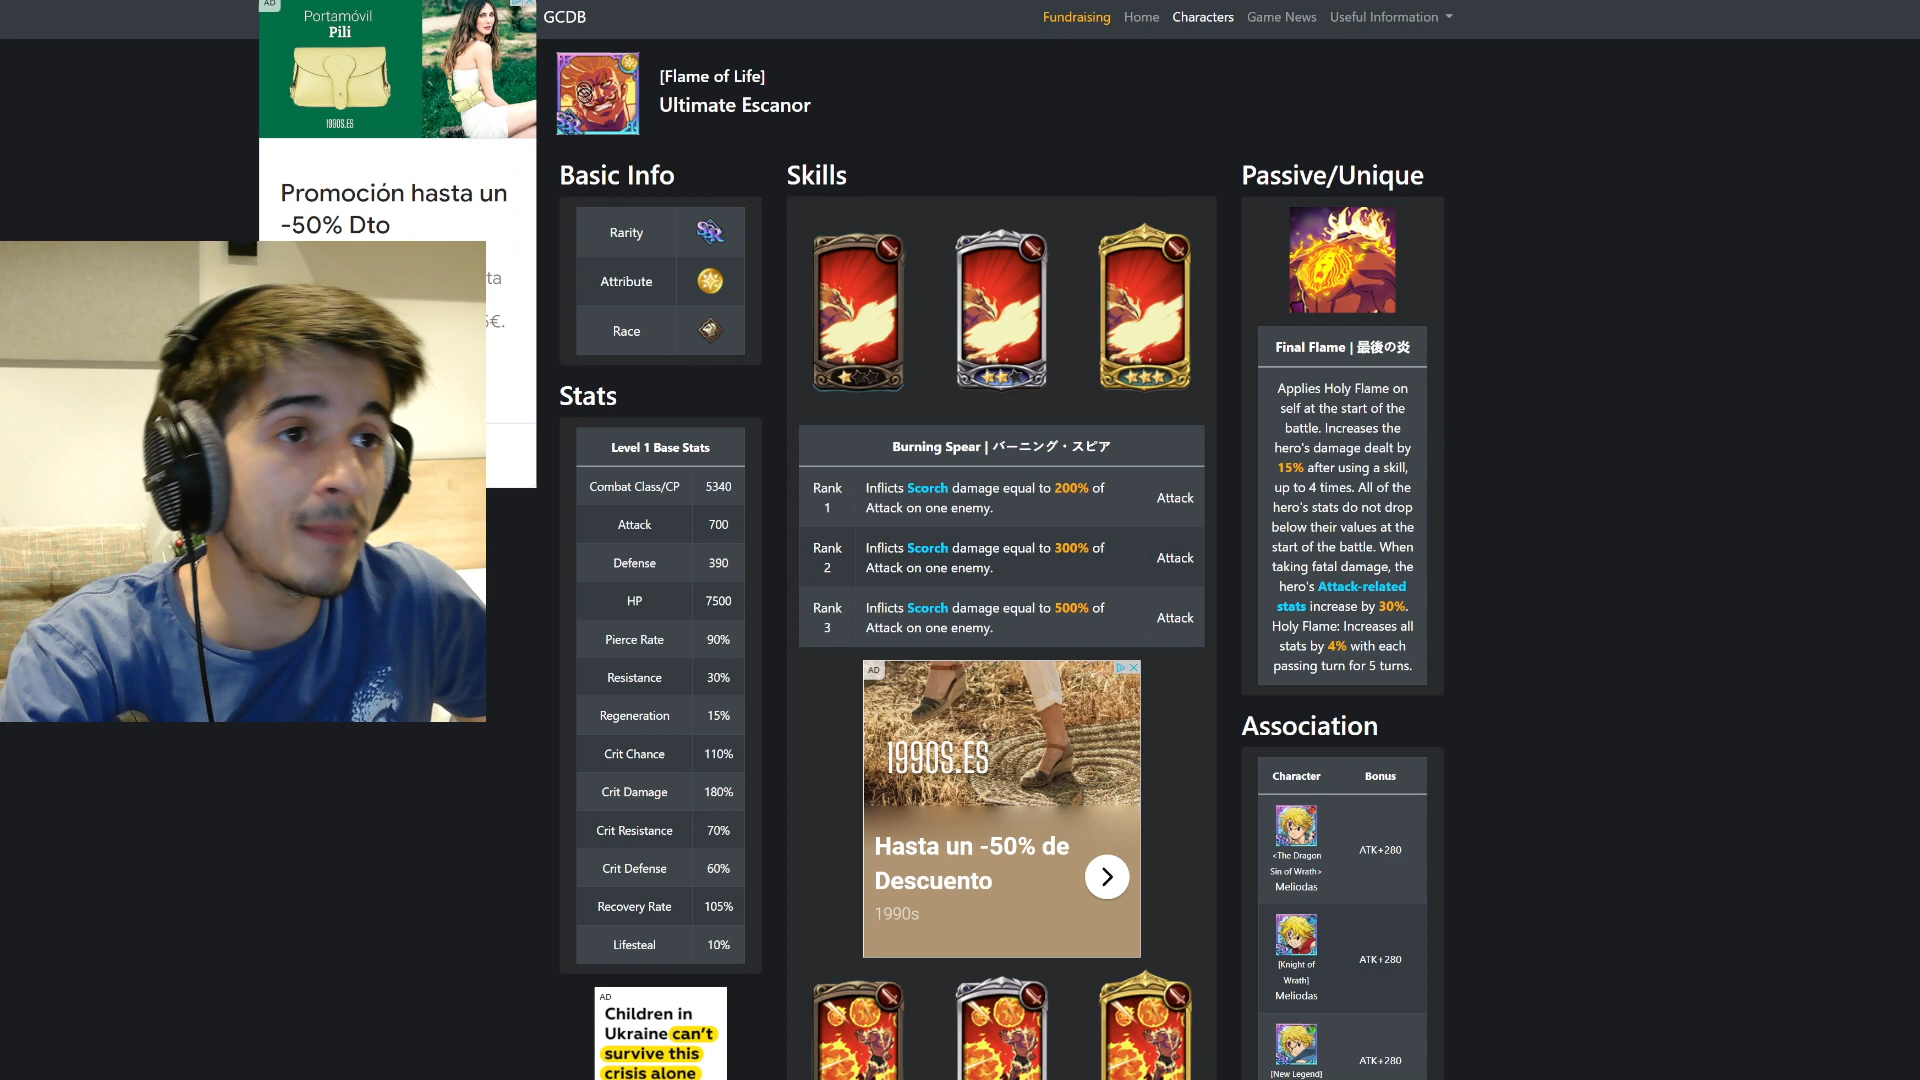 GCDB
Fundraising
Home
Characters
Game News
Useful Information
AD
Portamóvil
Pili
1990S.ES
Promoción hasta un
-50% Dto
ta
5€.
[Flame of Life]
Ultimate Escanor
Basic Info
Rarity
SSR
Attribute
Race
Stats
Level 1 Base Stats
Combat Class/CP 5340
Attack 700
Defense 390
HP 7500
Pierce Rate 90%
Resistance 30%
Regeneration 15%
Crit Chance 110%
Crit Damage 180%
Crit Resistance 70%
Crit Defense 60%
Recovery Rate 105%
Lifesteal 10%
AD
Children in
Ukraine can't
survive this
crisis alone
Skills
Burning Spear | バーニング・スピア
Rank
1
Inflicts Scorch damage equal to 200% of
Attack on one enemy.
Attack
Rank
2
Inflicts Scorch damage equal to 300% of
Attack on one enemy.
Attack
Rank
3
Inflicts Scorch damage equal to 500% of
Attack on one enemy.
Attack
AD
1990S.ES
Hasta un -50% de
Descuento
1990s
Passive/Unique
Final Flame | 最後の炎
Applies Holy Flame on
self at the start of the
battle. Increases the
hero's damage dealt by
15% after using a skill,
up to 4 times. All of the
hero's stats do not drop
below their values at the
start of the battle. When
taking fatal damage, the
hero's Attack-related
stats increase by 30%.
Holy Flame: Increases all
stats by 4% with each
passing turn for 5 turns.
Association
Character Bonus
<The Dragon
Sin of Wrath>
Meliodas
ATK+280
[Knight of
Wrath]
Meliodas
ATK+280
[New Legend]
ATK+280